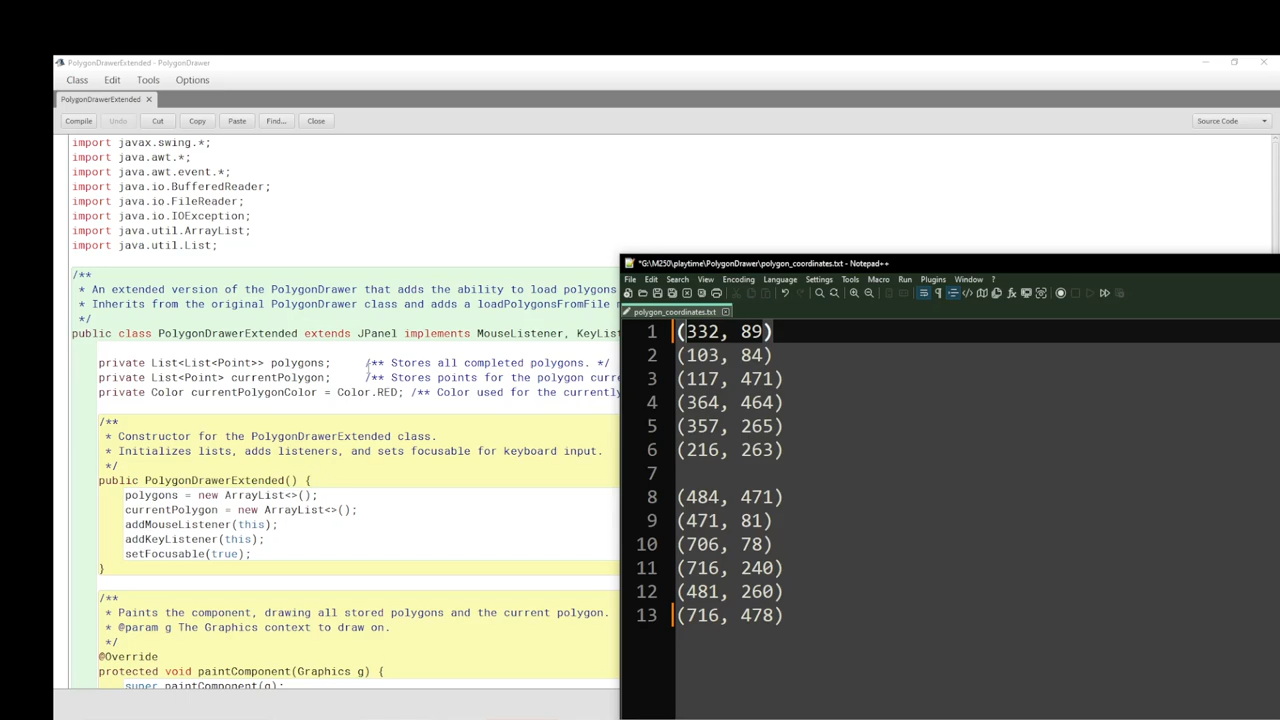 PolygonDrawerExtended - PolygonDrawer
Class Edit Tools Options
PolygonDrawerExtended
Compile Undo Cut Copy Paste Find... Close Source Code
import javax.swing.*;
import java.awt.*;
import java.awt.event.*;
import java.io.BufferedReader;
import java.io.FileReader;
import java.io.IOException;
import java.util.ArrayList;
import java.util.List;
/**
* An extended version of the PolygonDrawer that adds the ability to load polygons
* Inherits from the original PolygonDrawer class and adds a loadPolygonsFromFile
*/
public class PolygonDrawerExtended extends JPanel implements MouseListener, KeyLis
private List<List<Point>> polygons; /** Stores all completed polygons. */
private List<Point> currentPolygon; /** Stores points for the polygon curr
private Color currentPolygonColor = Color.RED; /** Color used for the currently
/**
* Constructor for the PolygonDrawerExtended class.
* Initializes lists, adds listeners, and sets focusable for keyboard input.
*/
public PolygonDrawerExtended() {
polygons = new ArrayList<>();
currentPolygon = new ArrayList<>();
addMouseListener(this);
addKeyListener(this);
setFocusable(true);
}
/**
* Paints the component, drawing all stored polygons and the current polygon.
* @param g The Graphics context to draw on.
*/
@Override
protected void paintComponent(Graphics g) {
super.paintComponent(g);
*G:\M250\playtime\PolygonDrawer\polygon_coordinates.txt - Notepad++
File Edit Search View Encoding Language Settings Tools Macro Run Plugins Window ?
polygon_coordinates.txt
1 (332, 89)
2 (103, 84)
3 (117, 471)
4 (364, 464)
5 (357, 265)
6 (216, 263)
7
8 (484, 471)
9 (471, 81)
10 (706, 78)
11 (716, 240)
12 (481, 260)
13 (716, 478)